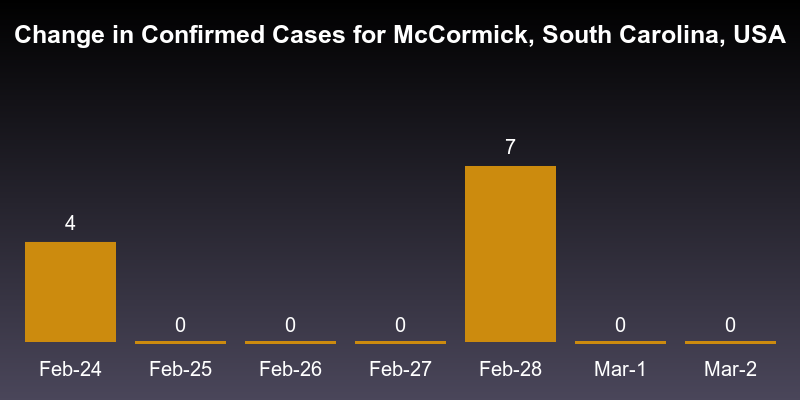 Change in Confirmed Cases for McCormick, South Carolina, USA
7
4
0 0 0 0 0
Feb-24 Feb-25 Feb-26 Feb-27 Feb-28 Mar-1 Mar-2